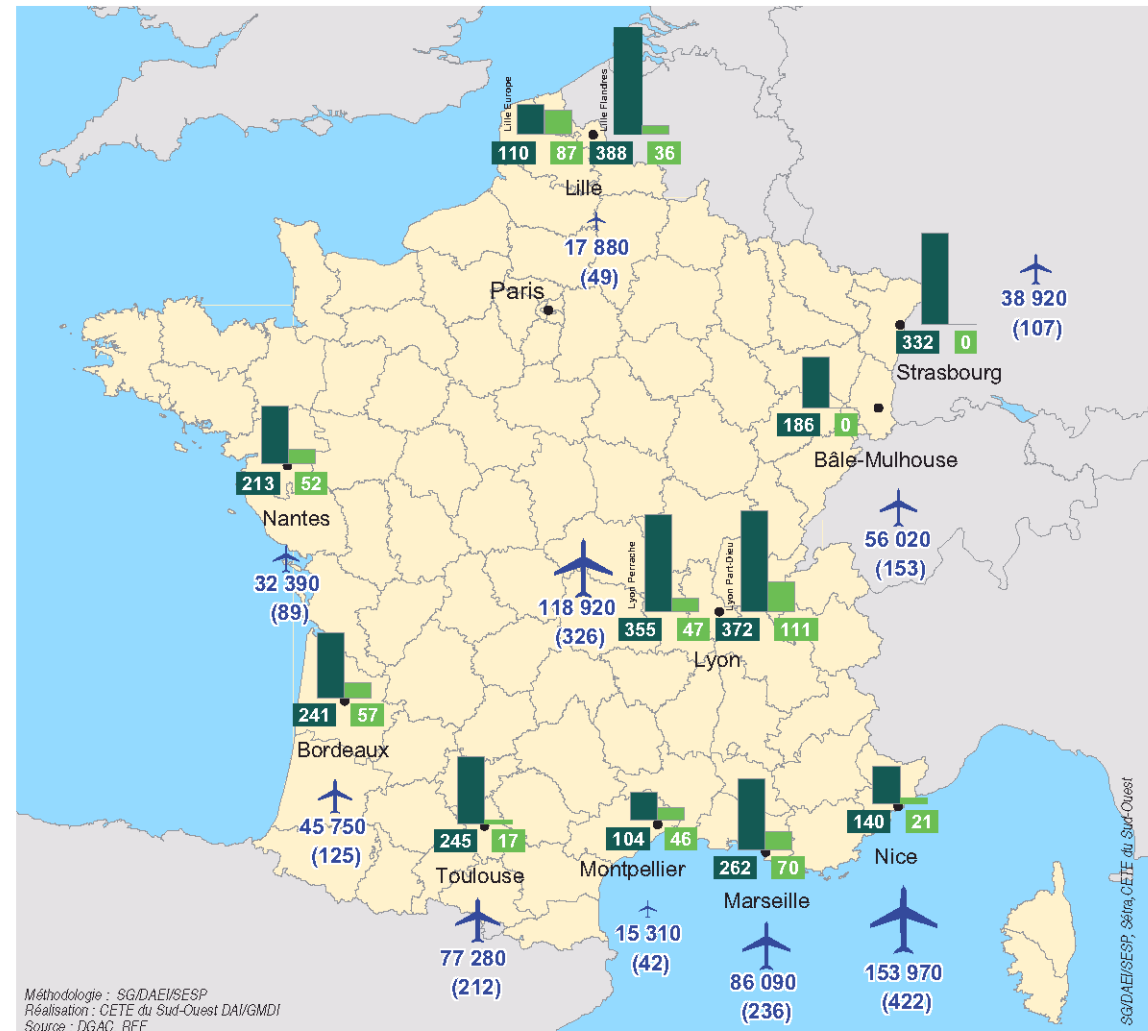 Lille Europe
Lille Flandres
110 87 388 36
Lille
17 880
(49)
Paris
38 920
(107)
332 0
Strasbourg
186 0
Bâle-Mulhouse
56 020
(153)
213 52
Nantes
32 390
(89)
118 920
(326)
Lyon Perrache
Lyon Part-Dieu
355 47 372 111
Lyon
241 57
Bordeaux
45 750
(125)
245 17
Toulouse
77 280
(212)
104 46
Montpellier
15 310
(42)
262 70
Marseille
86 090
(236)
140 21
Nice
153 970
(422)
Méthodologie : SG/DAEI/SESP
Réalisation : CETE du Sud-Ouest DAI/GMDI
Source : DGAC, RFF
SG/DAEI/SESP, Sétra,CETE du Sud-Ouest